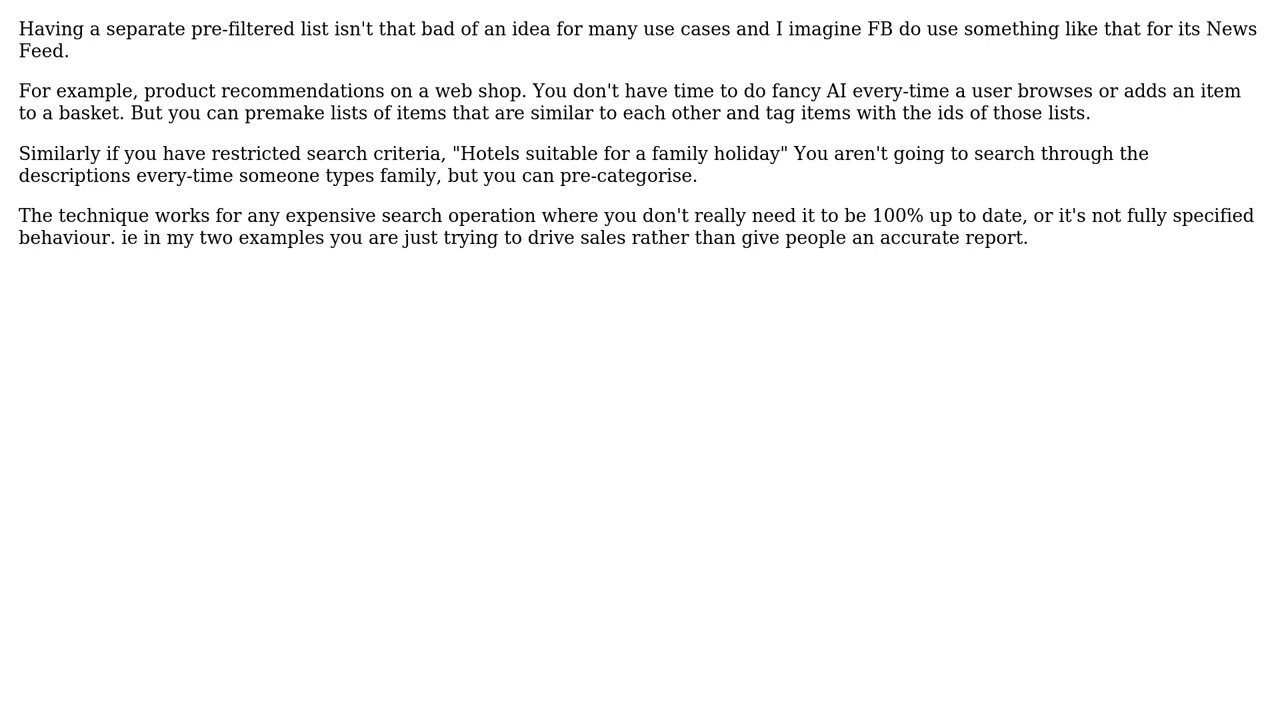 Having a separate pre-filtered list isn't that bad of an idea for many use cases and I imagine FB do use something like that for its News
Feed.
For example, product recommendations on a web shop. You don't have time to do fancy AI every-time a user browses or adds an item
to a basket. But you can premake lists of items that are similar to each other and tag items with the ids of those lists.
Similarly if you have restricted search criteria, "Hotels suitable for a family holiday" You aren't going to search through the
descriptions every-time someone types family, but you can pre-categorise.
The technique works for any expensive search operation where you don't really need it to be 100% up to date, or it's not fully specified
behaviour. ie in my two examples you are just trying to drive sales rather than give people an accurate report.